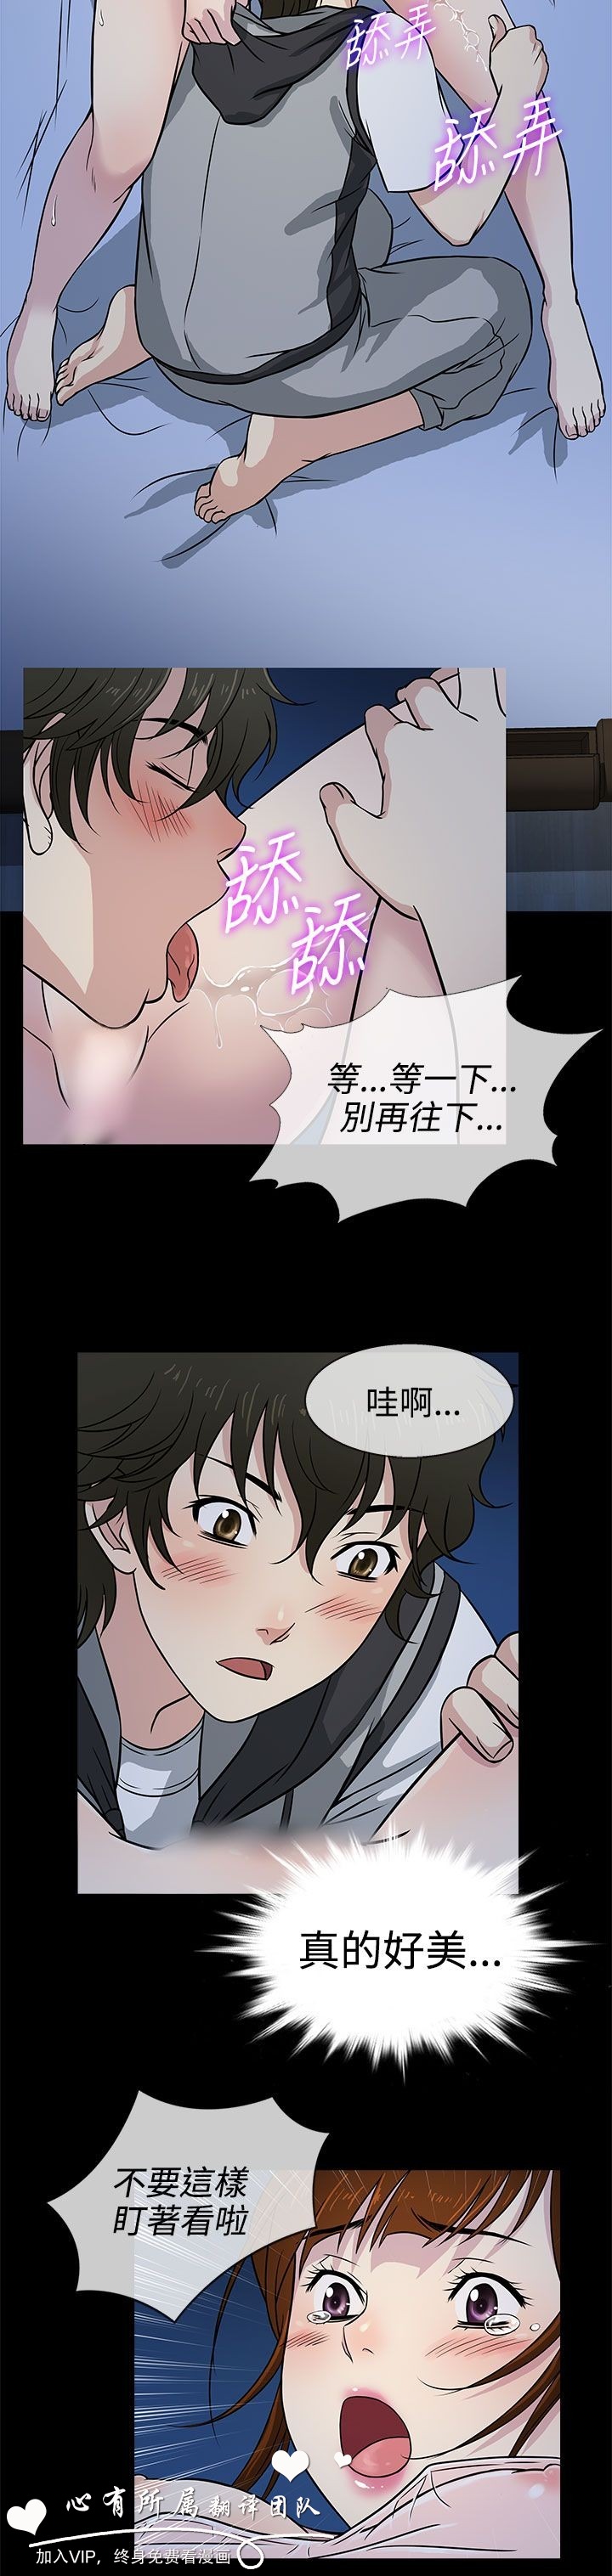 舔弄
舔弄
舔
舔
等...等一下...
別再往下...
哇啊...
真的好美...
不要這樣
盯著看啦
心有所属翻译团队
加入VIP，终身免费看漫画